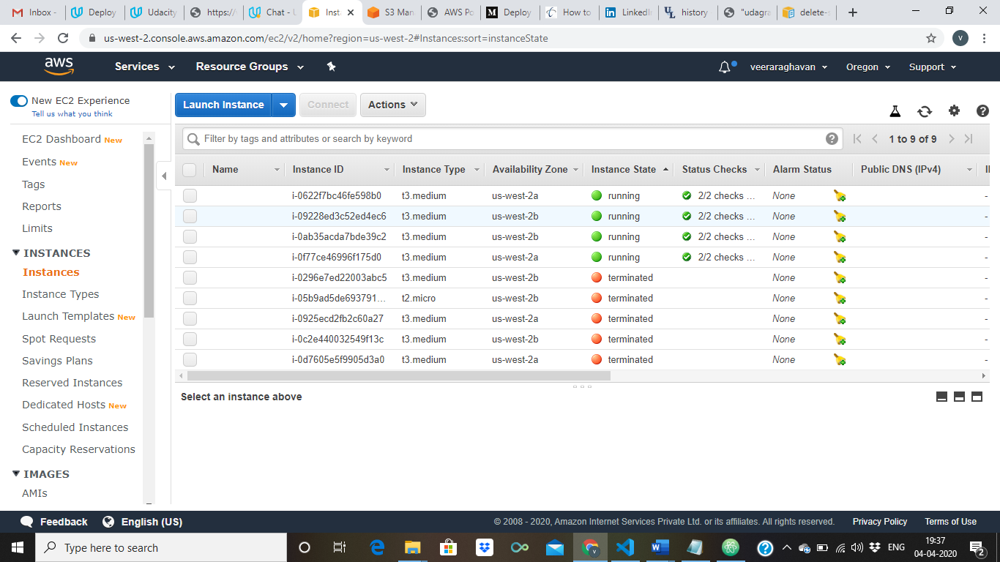 Inbox -
Deploy
Udacity
https://
Chat - U
Inst
S3 Man
AWS Po
Deploy
How to
LinkedIn
history
"udagra
delete-s
us-west-2.console.aws.amazon.com/ec2/v2/home?region=us-west-2#Instances:sort=instanceState
V
aws
Services
Resource Groups
veeraraghavan
Oregon
Support
New EC2 Experience
Tell us what you think
Launch Instance
Connect
Actions
EC2 Dashboard New
Events New
Tags
Reports
Limits
INSTANCES
Instances
Instance Types
Launch Templates New
Spot Requests
Savings Plans
Reserved Instances
Dedicated Hosts New
Scheduled Instances
Capacity Reservations
IMAGES
AMIs
Filter by tags and attributes or search by keyword
1 to 9 of 9
Name Instance ID Instance Type Availability Zone Instance State Status Checks Alarm Status Public DNS (IPv4)
i-0622f7bc46fe598b0 t3.medium us-west-2a running 2/2 checks ... None -
i-09228ed3c52ed4ec6 t3.medium us-west-2b running 2/2 checks ... None -
i-0ab35acda7bde39c2 t3.medium us-west-2b running 2/2 checks ... None -
i-0f77ce46996f175d0 t3.medium us-west-2a running 2/2 checks ... None -
i-0296e7ed22003abc5 t3.medium us-west-2b terminated None -
i-05b9ad5de693791... t2.micro us-west-2b terminated None -
i-0925ecd2fb2c60a27 t3.medium us-west-2a terminated None -
i-0c2e440032549f13c t3.medium us-west-2b terminated None -
i-0d7605e5f9905d3a0 t3.medium us-west-2a terminated None -
Select an instance above
Feedback
English (US)
© 2008 - 2020, Amazon Internet Services Private Ltd. or its affiliates. All rights reserved.
Privacy Policy
Terms of Use
Type here to search
ENG
19:37
04-04-2020
2